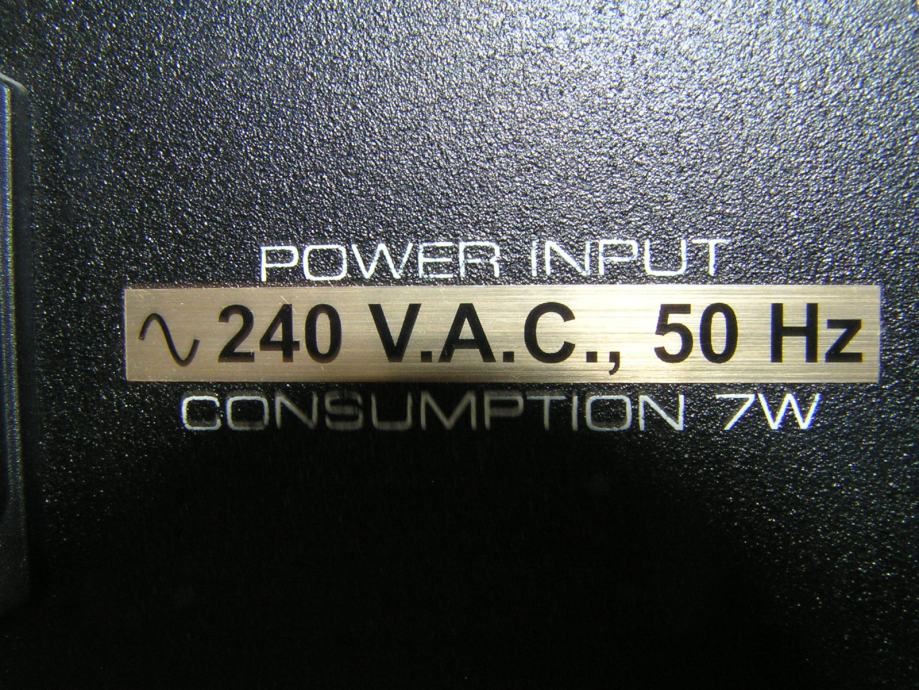 POWER INPUT
∿ 240 V.A.C., 50 Hz
CONSUMPTION 7W